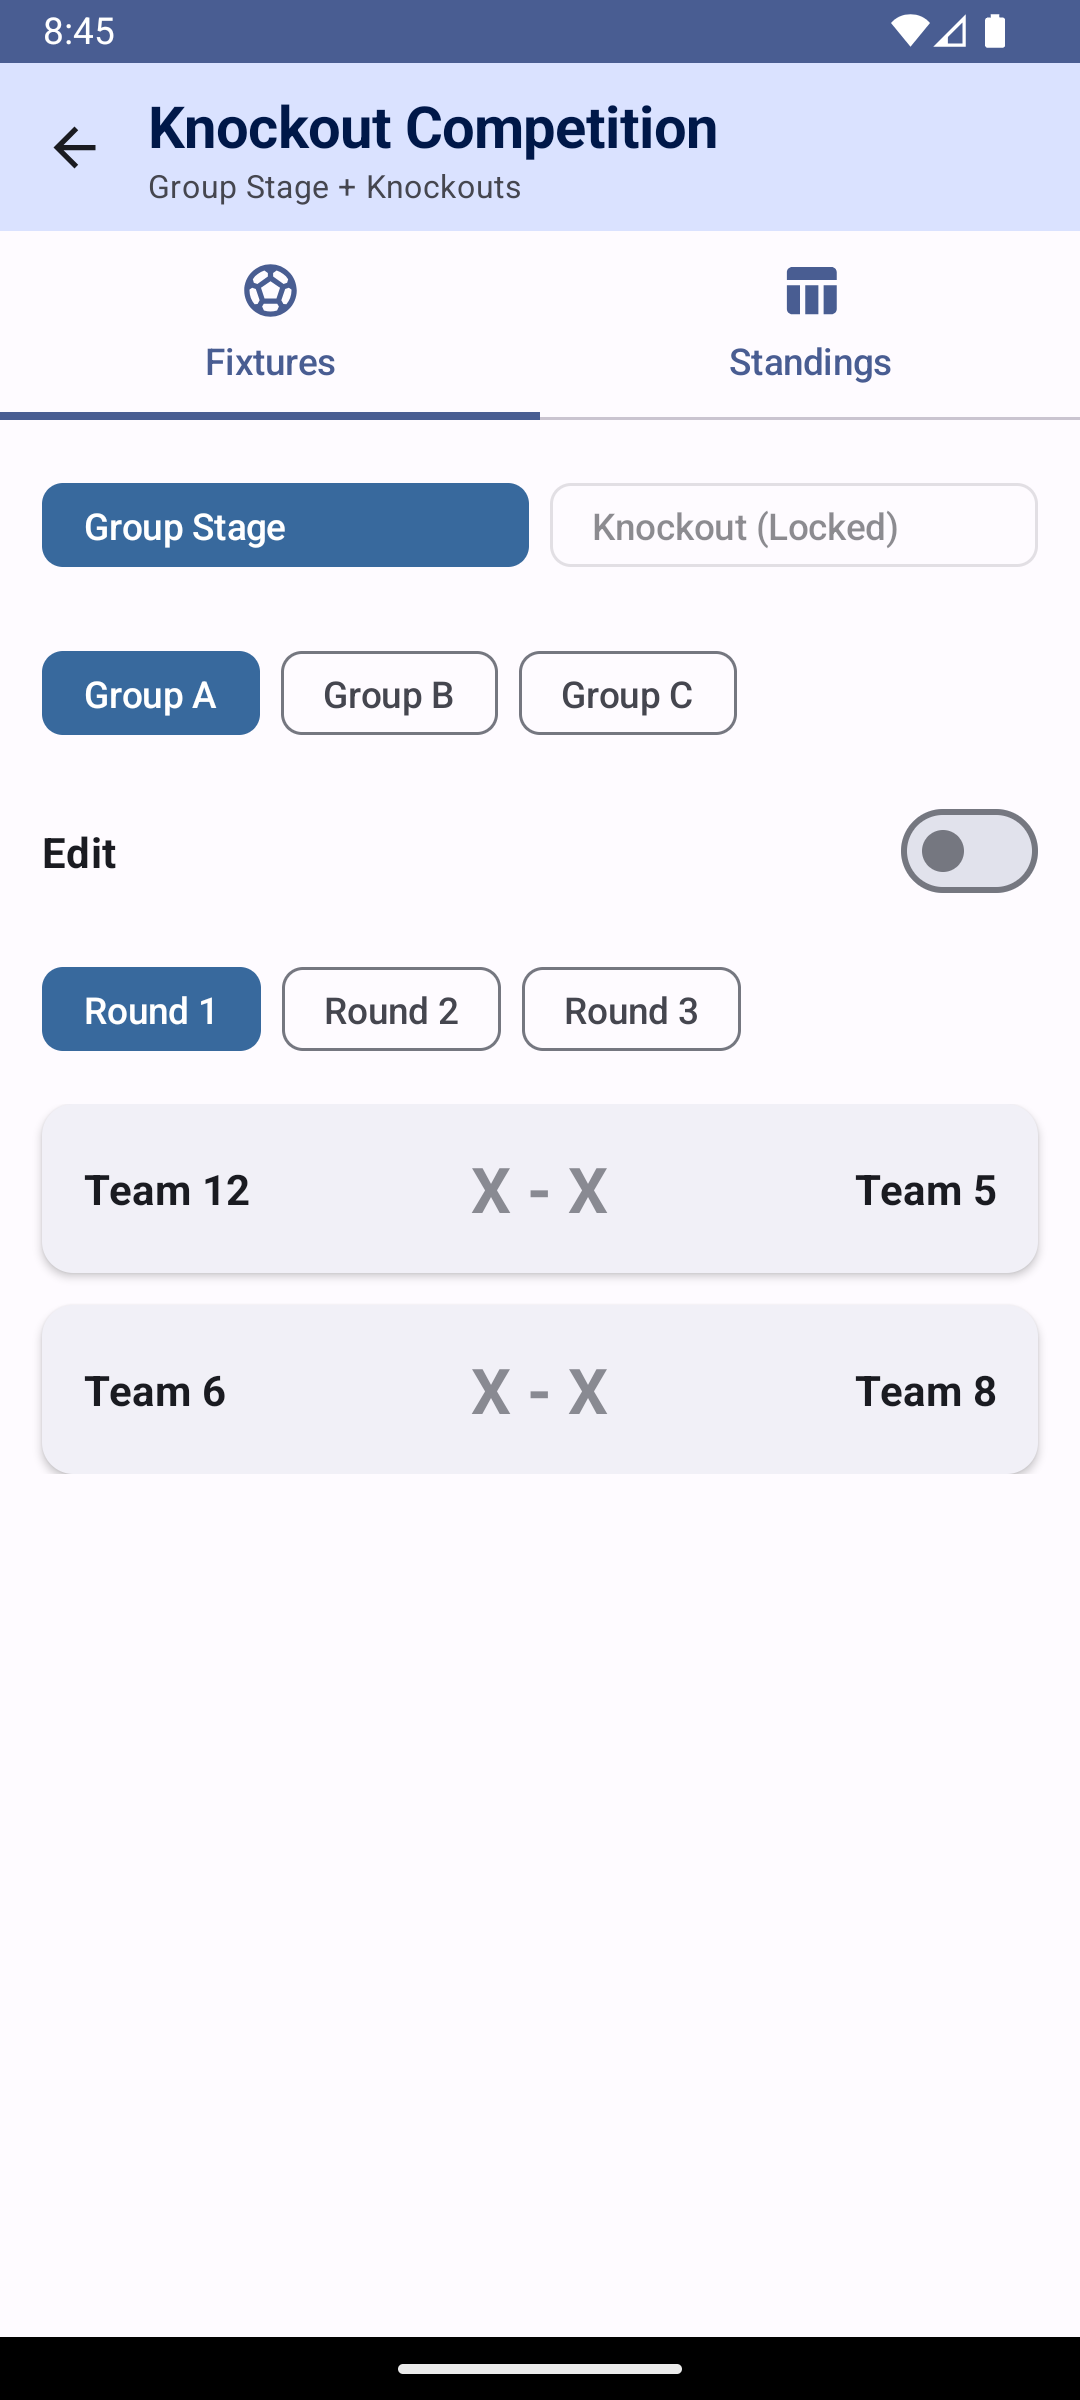 8:45
Knockout Competition
Group Stage + Knockouts
Fixtures
Standings
Group Stage
Knockout (Locked)
Group A
Group B
Group C
Edit
Round 1
Round 2
Round 3
Team 12
X - X
Team 5
Team 6
X - X
Team 8